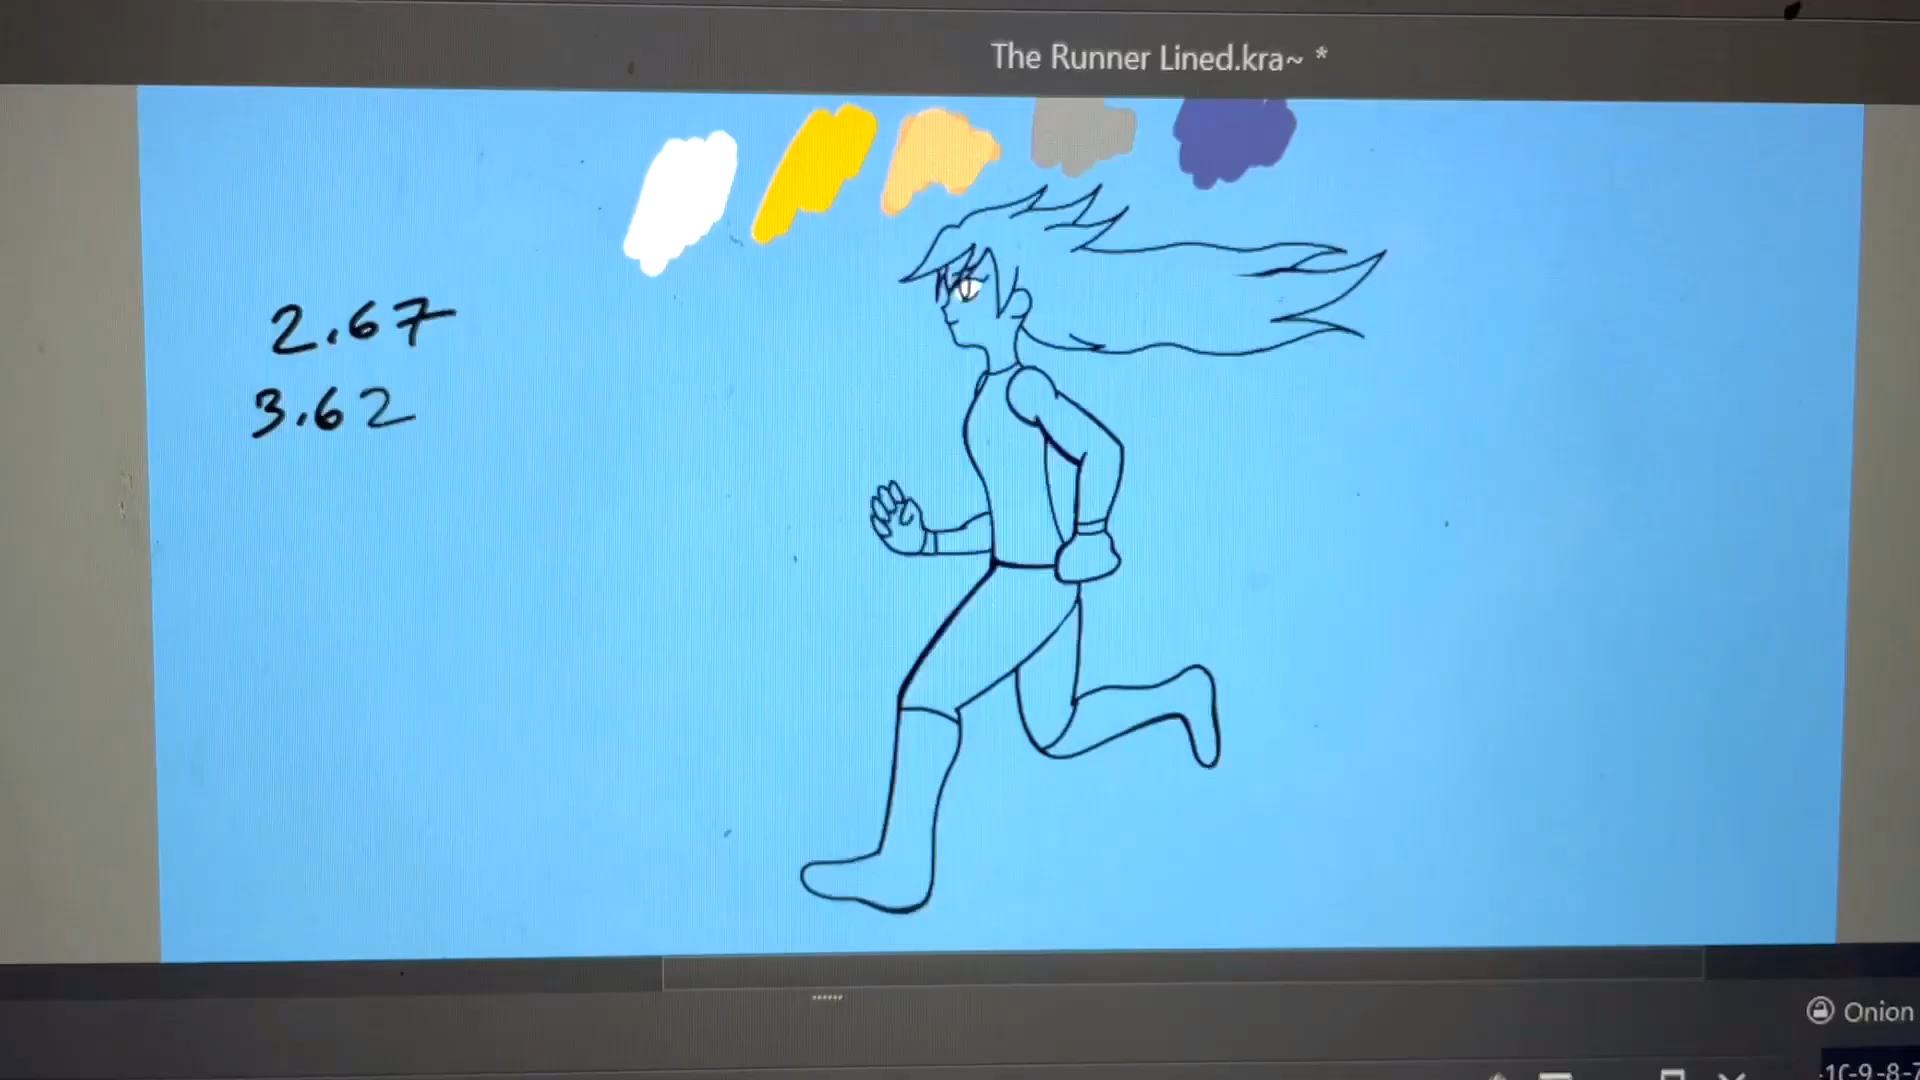 The Runner Lined.kra~ *
2.67
3.62
Onion